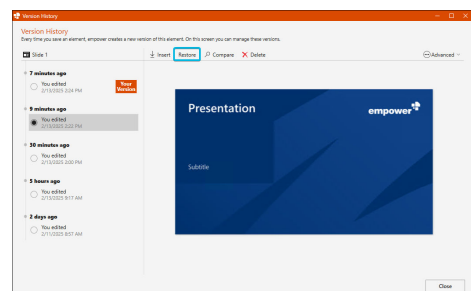 Version History
Version History
Every time you save an element, empower creates a new version of this element. On this screen you can manage these versions.
Slide 1
Insert Restore Compare Delete Advanced
7 minutes ago
You edited
2/13/2025 2:24 PM
Your
Version
9 minutes ago
You edited
2/13/2025 2:22 PM
30 minutes ago
You edited
2/13/2025 2:00 PM
5 hours ago
You edited
2/13/2025 9:17 AM
2 days ago
You edited
2/11/2025 8:57 AM
Presentation
empower
Subtitle
Close